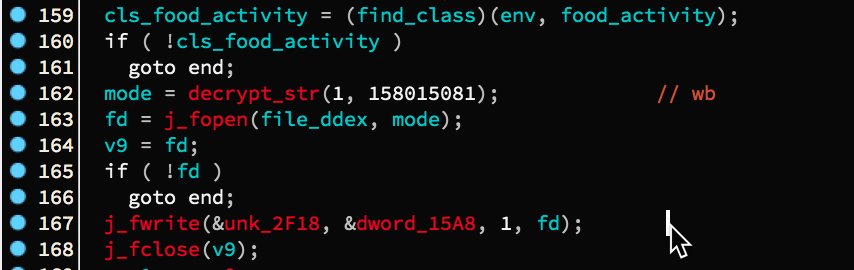 159 cls_food_activity = (find_class)(env, food_activity);
160 if ( !cls_food_activity )
161 goto end;
162 mode = decrypt_str(1, 158015081); // wb
163 fd = j_fopen(file_ddex, mode);
164 v9 = fd;
165 if ( !fd )
166 goto end;
167 j_fwrite(&unk_2F18, &dword_15A8, 1, fd);
168 j_fclose(v9);